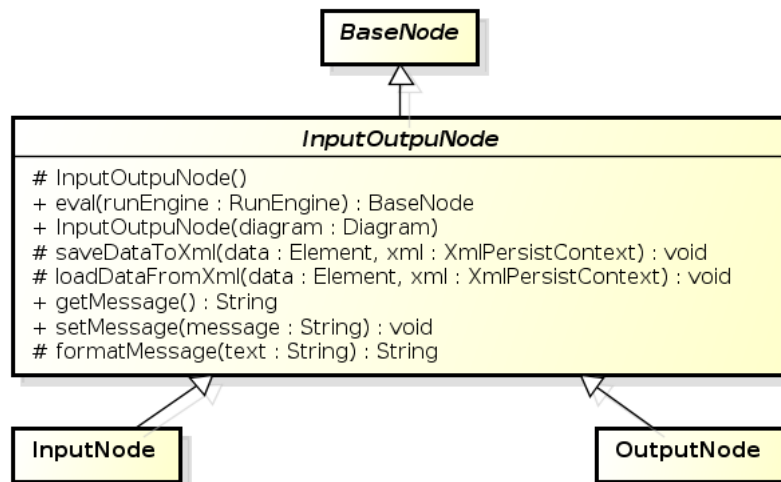 BaseNode
InputOutpuNode
# InputOutpuNode()
+ eval(runEngine : RunEngine) : BaseNode
+ InputOutpuNode(diagram : Diagram)
# saveDataToXml(data : Element, xml : XmlPersistContext) : void
# loadDataFromXml(data : Element, xml : XmlPersistContext) : void
+ getMessage() : String
+ setMessage(message : String) : void
# formatMessage(text : String) : String
InputNode
OutputNode